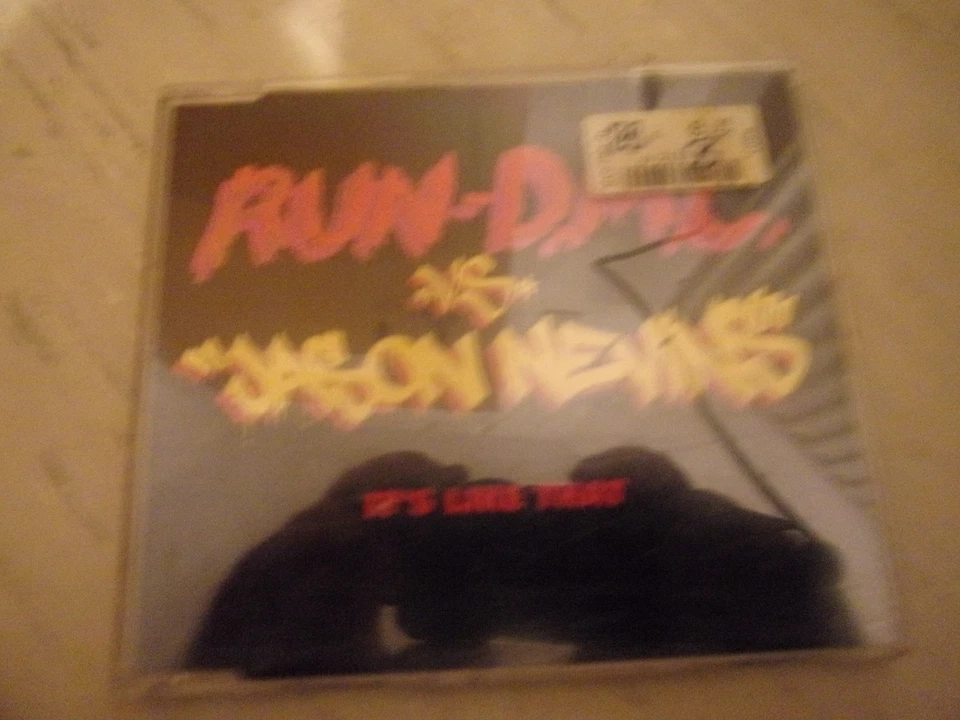 RUN-D.M.C.
VS.
JASON NEVINS
IT'S LIKE THAT